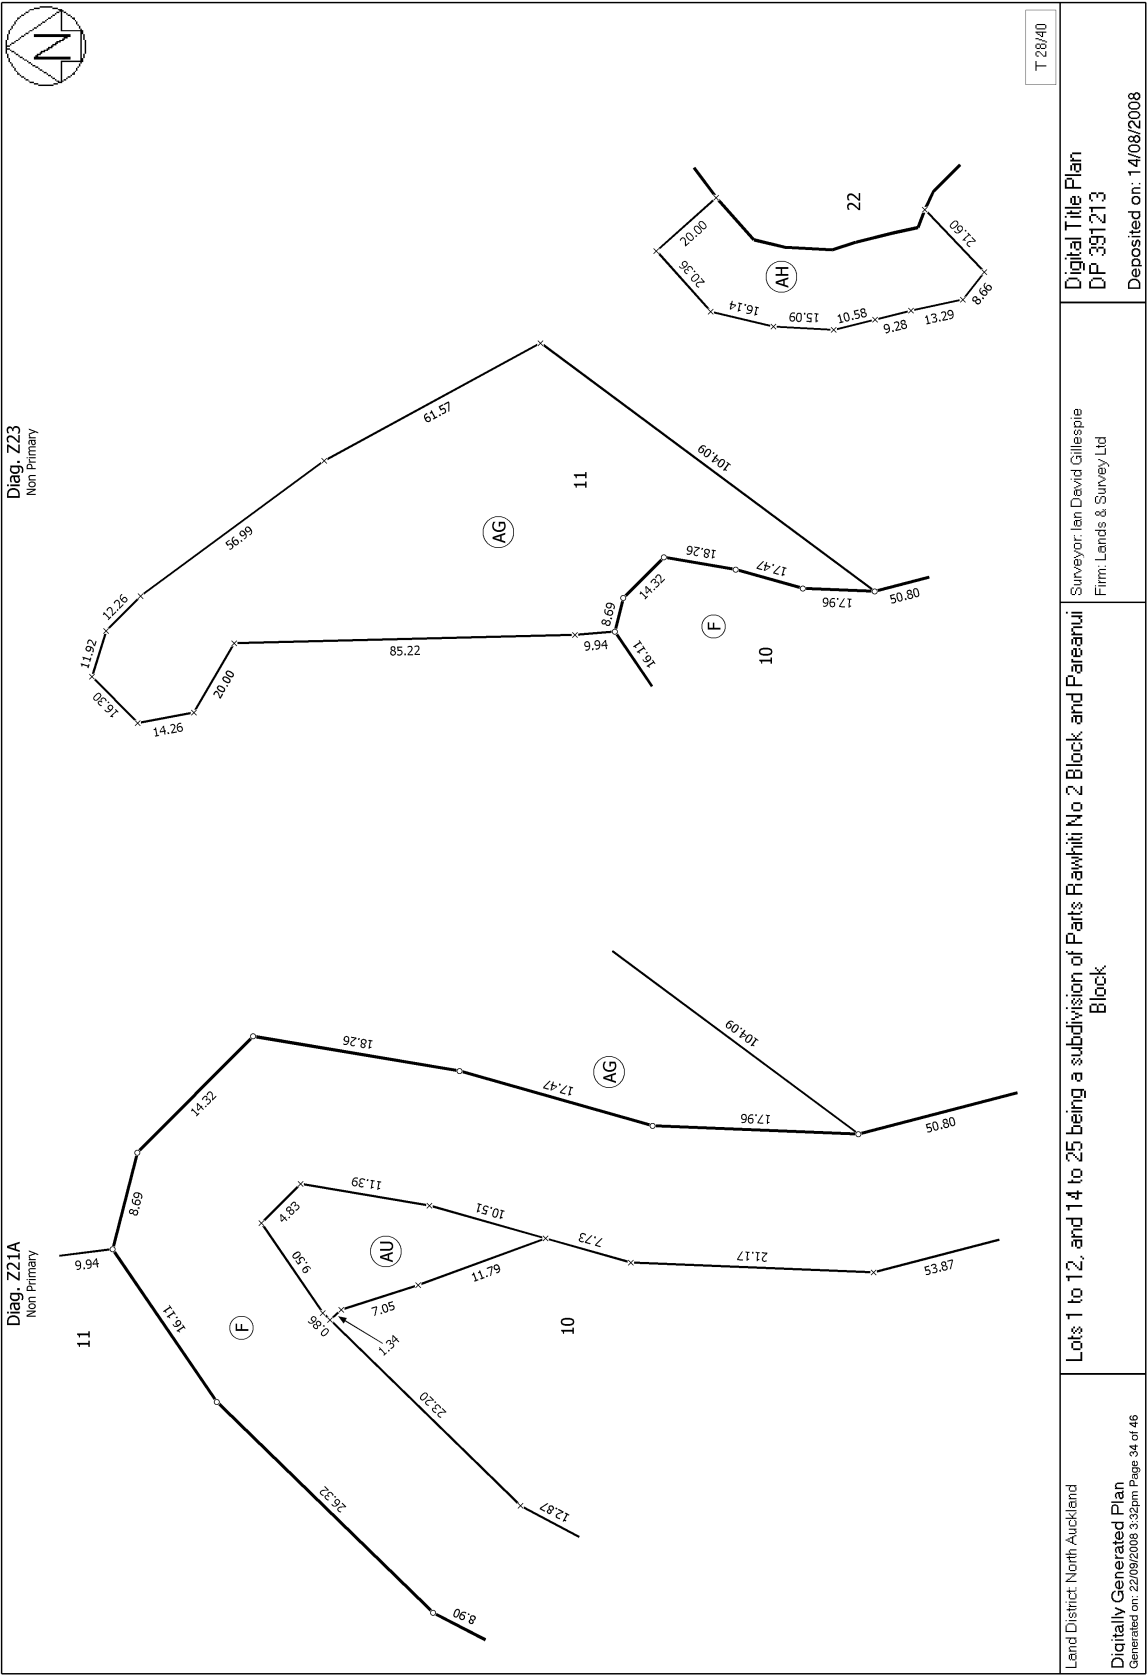 N
T 28/40
Diag. Z21A
Non Primary
11
9.94
8.69
14.32
18.26
17.47
17.96
50.80
104.09
AG
16.11
F
26.32
8.90
9.50
4.83
11.39
10.51
7.73
21.17
53.87
AU
11.79
7.05
1.34
0.86
23.20
12.87
10
Diag. Z23
Non Primary
11.92
12.26
56.99
61.57
104.09
16.30
14.26
20.00
85.22
9.94
8.69
14.32
18.26
17.47
17.96
50.80
16.11
AG
11
F
10
20.00
20.36
16.14
15.09
10.58
9.28
13.29
8.66
21.60
AH
22
Land District: North Auckland
Digitally Generated Plan
Generated on: 22/09/2008 3:32pm Page 34 of 46
Lots 1 to 12, and 14 to 25 being a subdivision of Parts Rawhiti No 2 Block and Pareanui
Block
Surveyor: Ian David Gillespie
Firm: Lands & Survey Ltd
Digital Title Plan
DP 391213
Deposited on: 14/08/2008